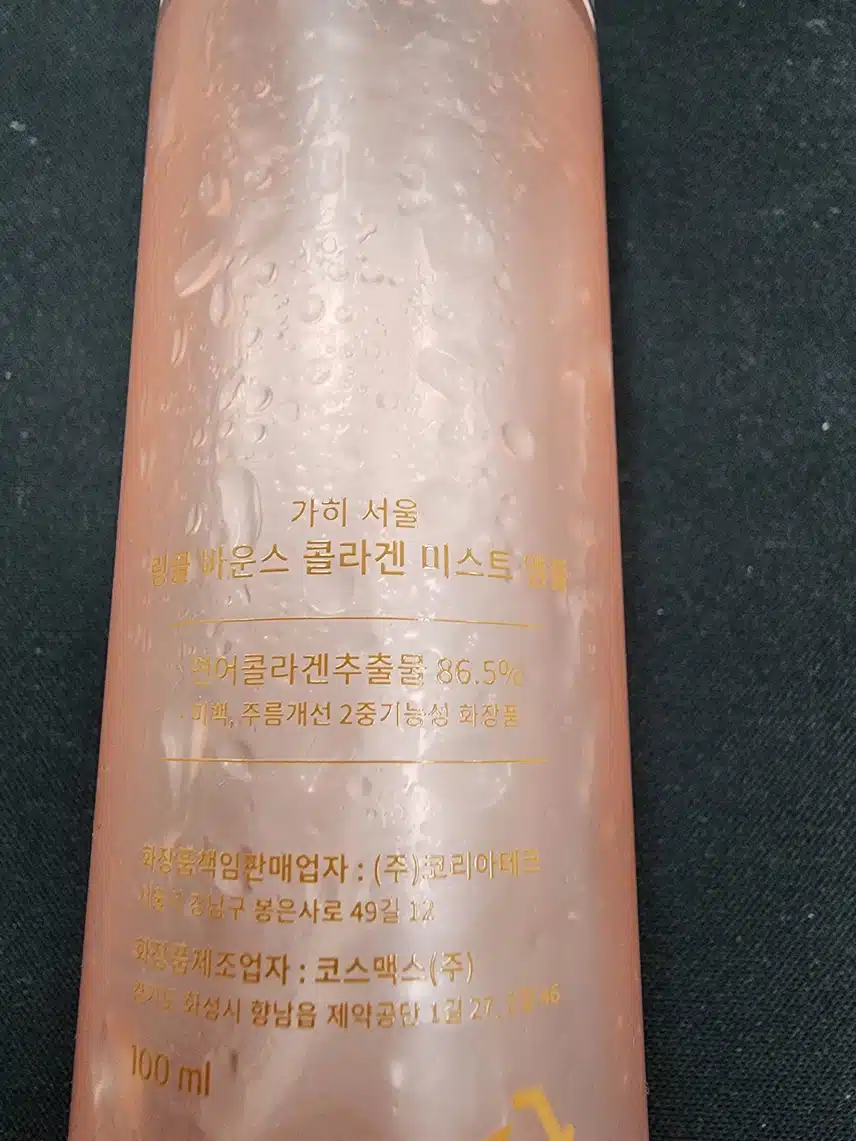 가히 서울
링클 바운스 콜라겐 미스트 앰플
연어콜라겐추출물 86.5%
미백, 주름개선 2중기능성 화장품
화장품책임판매업자 : (주)코리아테크
서울시 강남구 봉은사로 49길 12
화장품제조업자 : 코스맥스(주)
경기도 화성시 향남읍 제약공단 1길 27,
100 ml